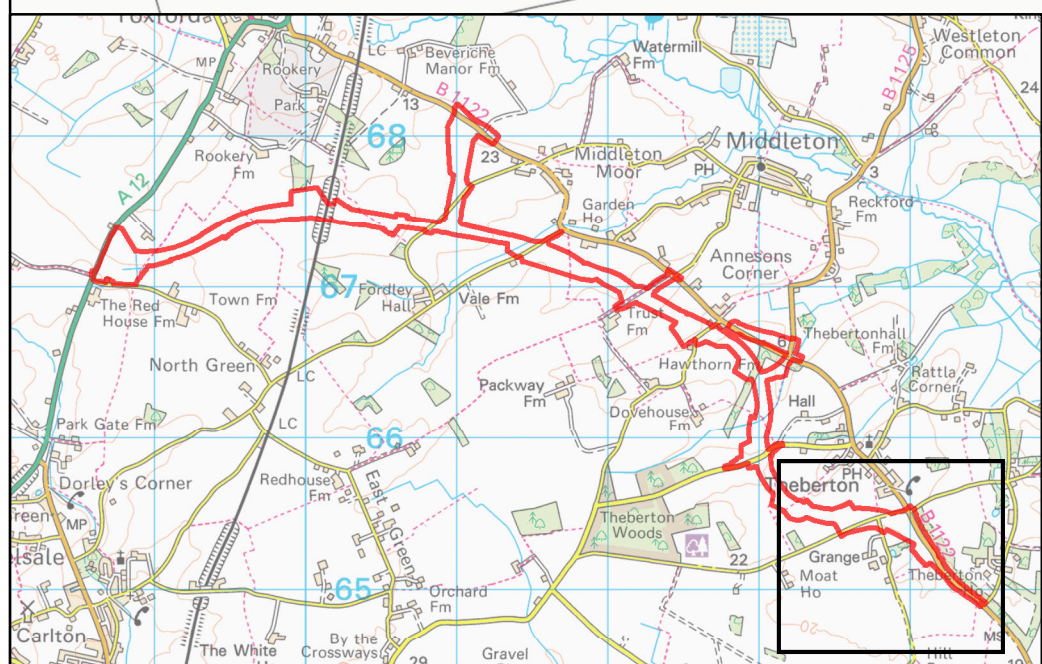 Yoxford
LC
Beveriche
Manor Fm
Watermill
Fm
Westleton
Common
B 1125
MP
Rookery
Park
13
B 1122
24
68
23
Middleton
Moor
Middleton
PH
3
Reckford
Fm
Rookery
Fm
A 12
Garden
Ho
Annesons
Corner
67
Fordley
Hall
Vale Fm
Town Fm
The Red
House Fm
Trust
Fm
6
Thebertonhall
Fm
North Green
LC
Hawthorn Fm
Rattla
Corner
Packway
Fm
Dovehouse
Fm
Hall
Park Gate Fm
LC
66
Dorley's Corner
Redhouse
Fm
East
Green
Theberton
PH
B 1122
Green
MP
Theberton
Woods
Grange
22
Moat
Ho
Theberton
Ho
65
Orchard
Fm
Carlton
The White
By the
Crossways
29
Gravel
Hill
MS
20